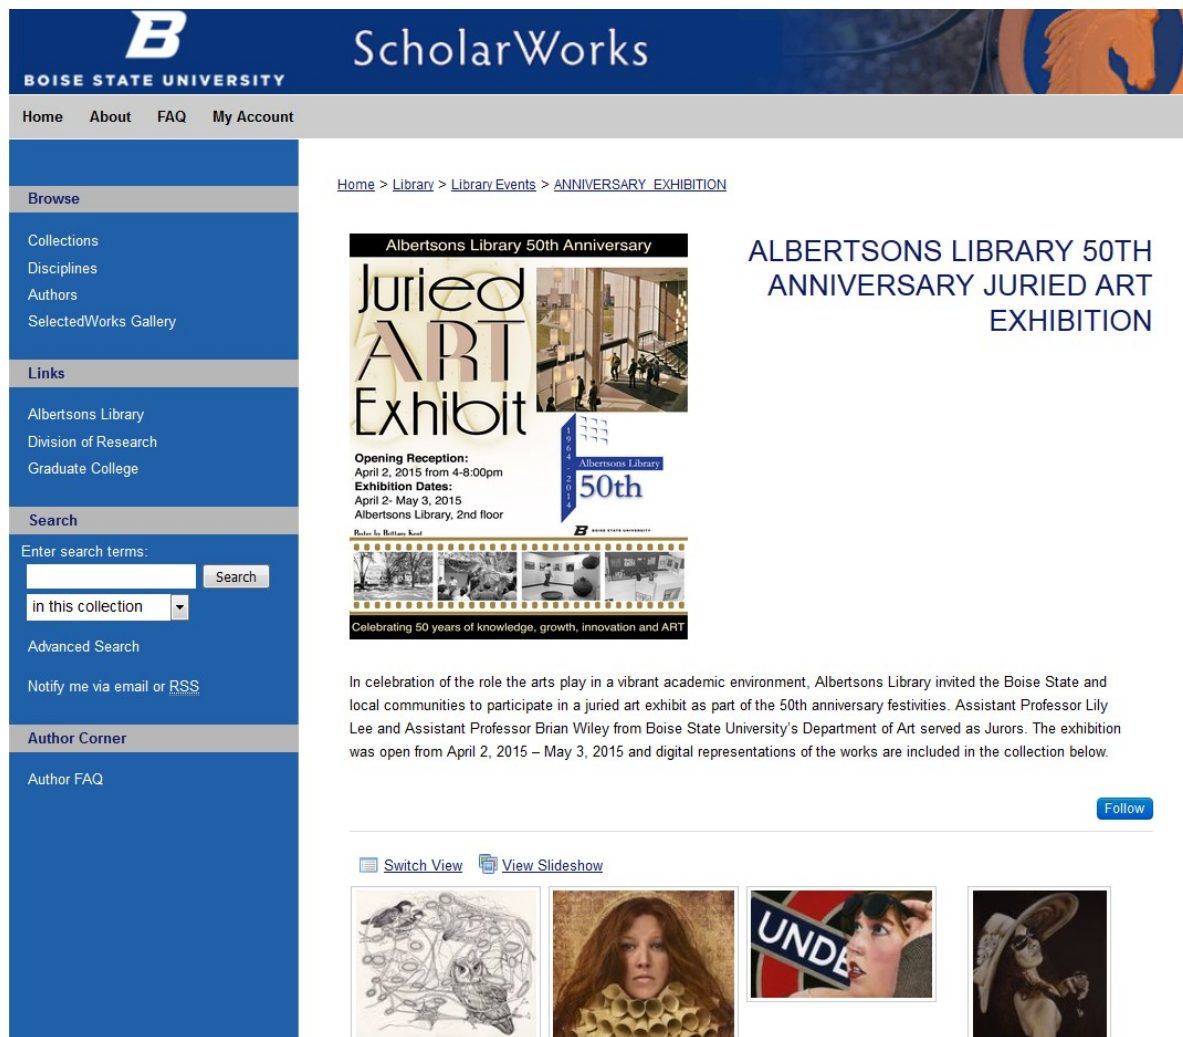 B
BOISE STATE UNIVERSITY
ScholarWorks
Home About FAQ My Account
Browse
Collections
Disciplines
Authors
SelectedWorks Gallery
Links
Albertsons Library
Division of Research
Graduate College
Search
Enter search terms:
Search
in this collection
Advanced Search
Notify me via email or RSS
Author Corner
Author FAQ
Home > Library > Library Events > ANNIVERSARY_EXHIBITION
Albertsons Library 50th Anniversary
Juried
ART
Exhibit
Opening Reception:
April 2, 2015 from 4-8:00pm
Exhibition Dates:
April 2- May 3, 2015
Albertsons Library, 2nd floor
Poster by Brittany Kent
1964-2014
Albertsons Library
50th
B BOISE STATE UNIVERSITY
Celebrating 50 years of knowledge, growth, innovation and ART
ALBERTSONS LIBRARY 50TH
ANNIVERSARY JURIED ART
EXHIBITION
In celebration of the role the arts play in a vibrant academic environment, Albertsons Library invited the Boise State and
local communities to participate in a juried art exhibit as part of the 50th anniversary festivities. Assistant Professor Lily
Lee and Assistant Professor Brian Wiley from Boise State University’s Department of Art served as Jurors. The exhibition
was open from April 2, 2015 – May 3, 2015 and digital representations of the works are included in the collection below.
Follow
Switch View View Slideshow
UNDE